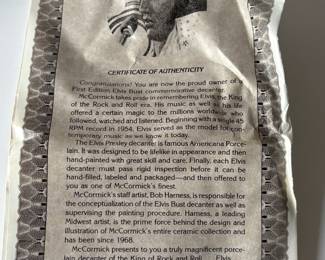 CERTIFICATE OF AUTHENTICITY
Congratulations! You are now the proud owner of a
First Edition Elvis Bust commemorative decanter.
McCormick takes pride in remembering Elvis, the King
of the Rock and Roll era. His music as well as his life
offered a certain magic to the millions worldwide who
followed, watched and listened. Beginning with a single 45
RPM record in 1954, Elvis served as the model for con-
temporary music as we know it today.
The Elvis Presley decanter is famous Americana Porce-
lain. It was designed to be lifelike in appearance and then
hand-painted with great skill and care. Finally, each Elvis
decanter must pass rigid inspection before it can be
hand-filled, labeled and packaged—and then offered to
you as one of McCormick's finest.
McCormick's staff artist, Bob Harness, is responsible for
the conceptualization of the Elvis Bust decanter as well as
supervising the painting procedure. Harness, a leading
Midwest artist, is the prime force behind the design and
illustration of McCormick's entire ceramic collection and
has been since 1968.
McCormick presents to you a truly magnificent porce-
lain decanter of the King of Rock and Roll . . . Elvis